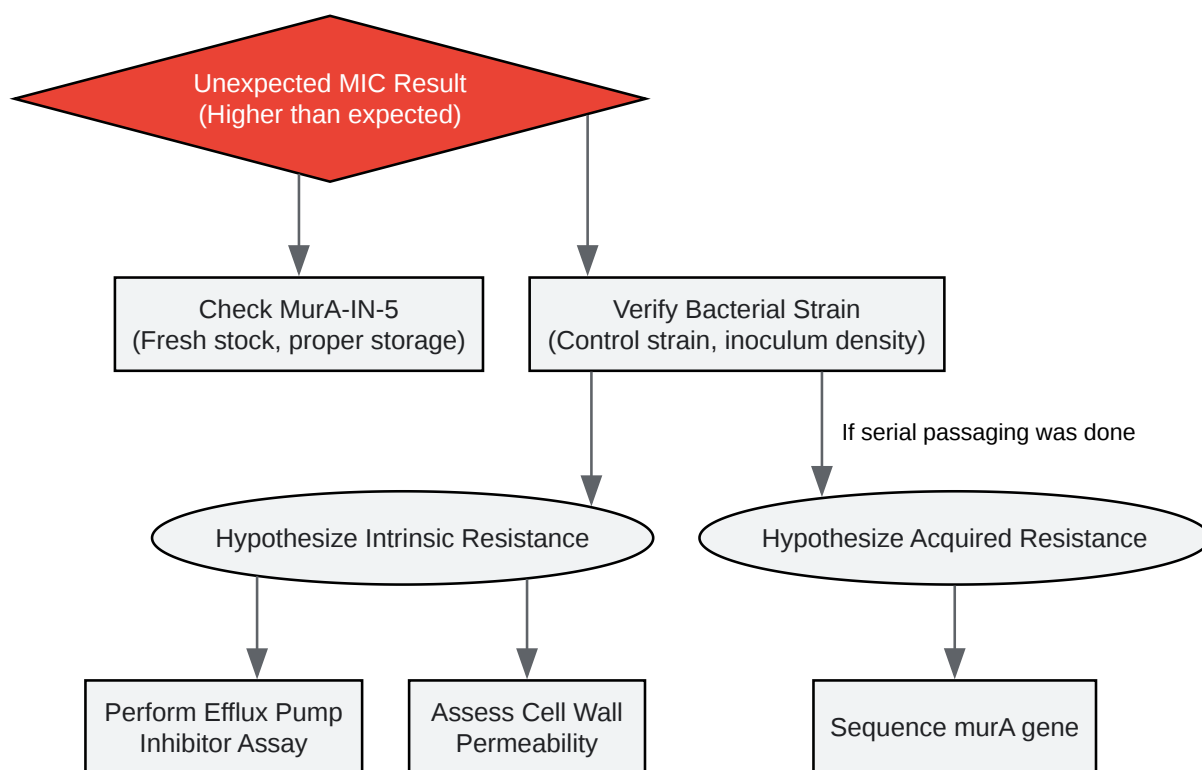 Unexpected MIC Result
(Higher than expected)
Check MurA-IN-5
(Fresh stock, proper storage)
Verify Bacterial Strain
(Control strain, inoculum density)
If serial passaging was done
Hypothesize Intrinsic Resistance
Hypothesize Acquired Resistance
Perform Efflux Pump
Inhibitor Assay
Assess Cell Wall
Permeability
Sequence murA gene